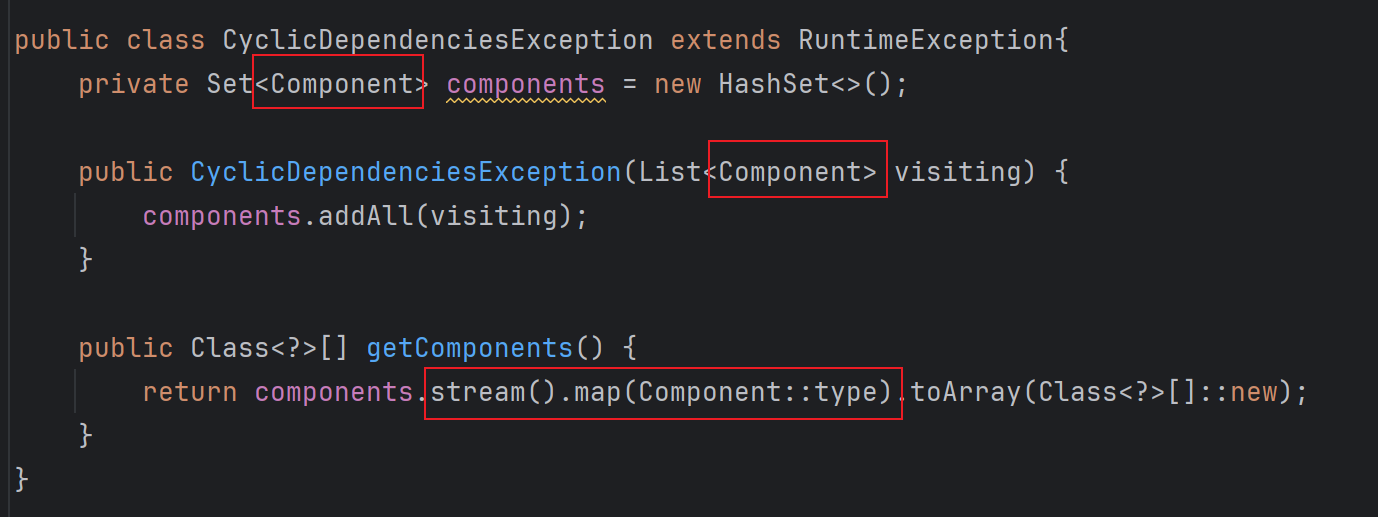 public class CyclicDependenciesException extends RuntimeException{
private Set<Component> components = new HashSet<>();
public CyclicDependenciesException(List<Component> visiting) {
components.addAll(visiting);
}
public Class<?>[] getComponents() {
return components.stream().map(Component::type).toArray(Class<?>[]::new);
}
}